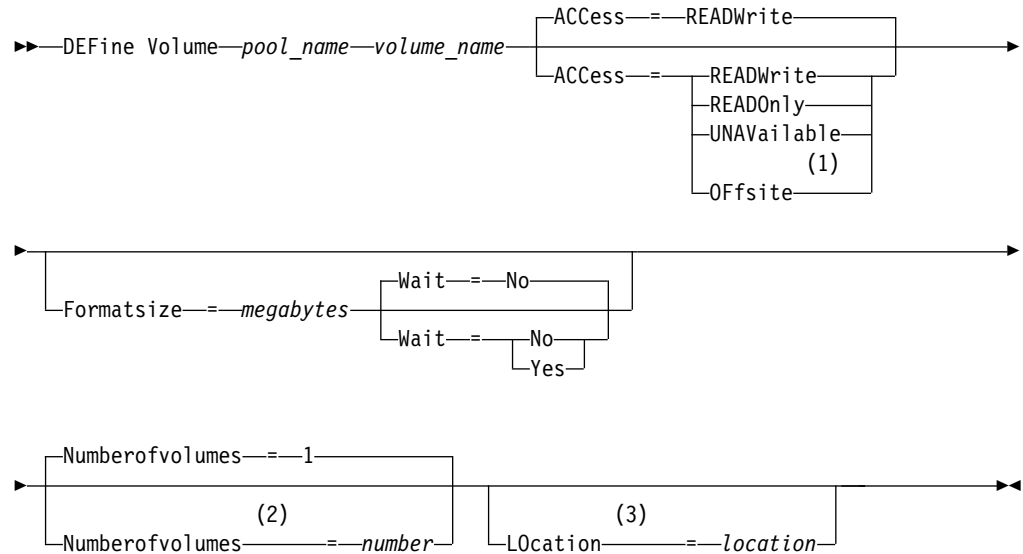 ACCess = READWrite
DEFine Volume pool_name volume_name
ACCess = READWrite
READOnly
UNAVailable
(1)
OFfsite
Formatsize = megabytes
Wait = No
Wait = No
Yes
Numberofvolumes = 1
(2)
Numberofvolumes = number
(3)
LOcation = location